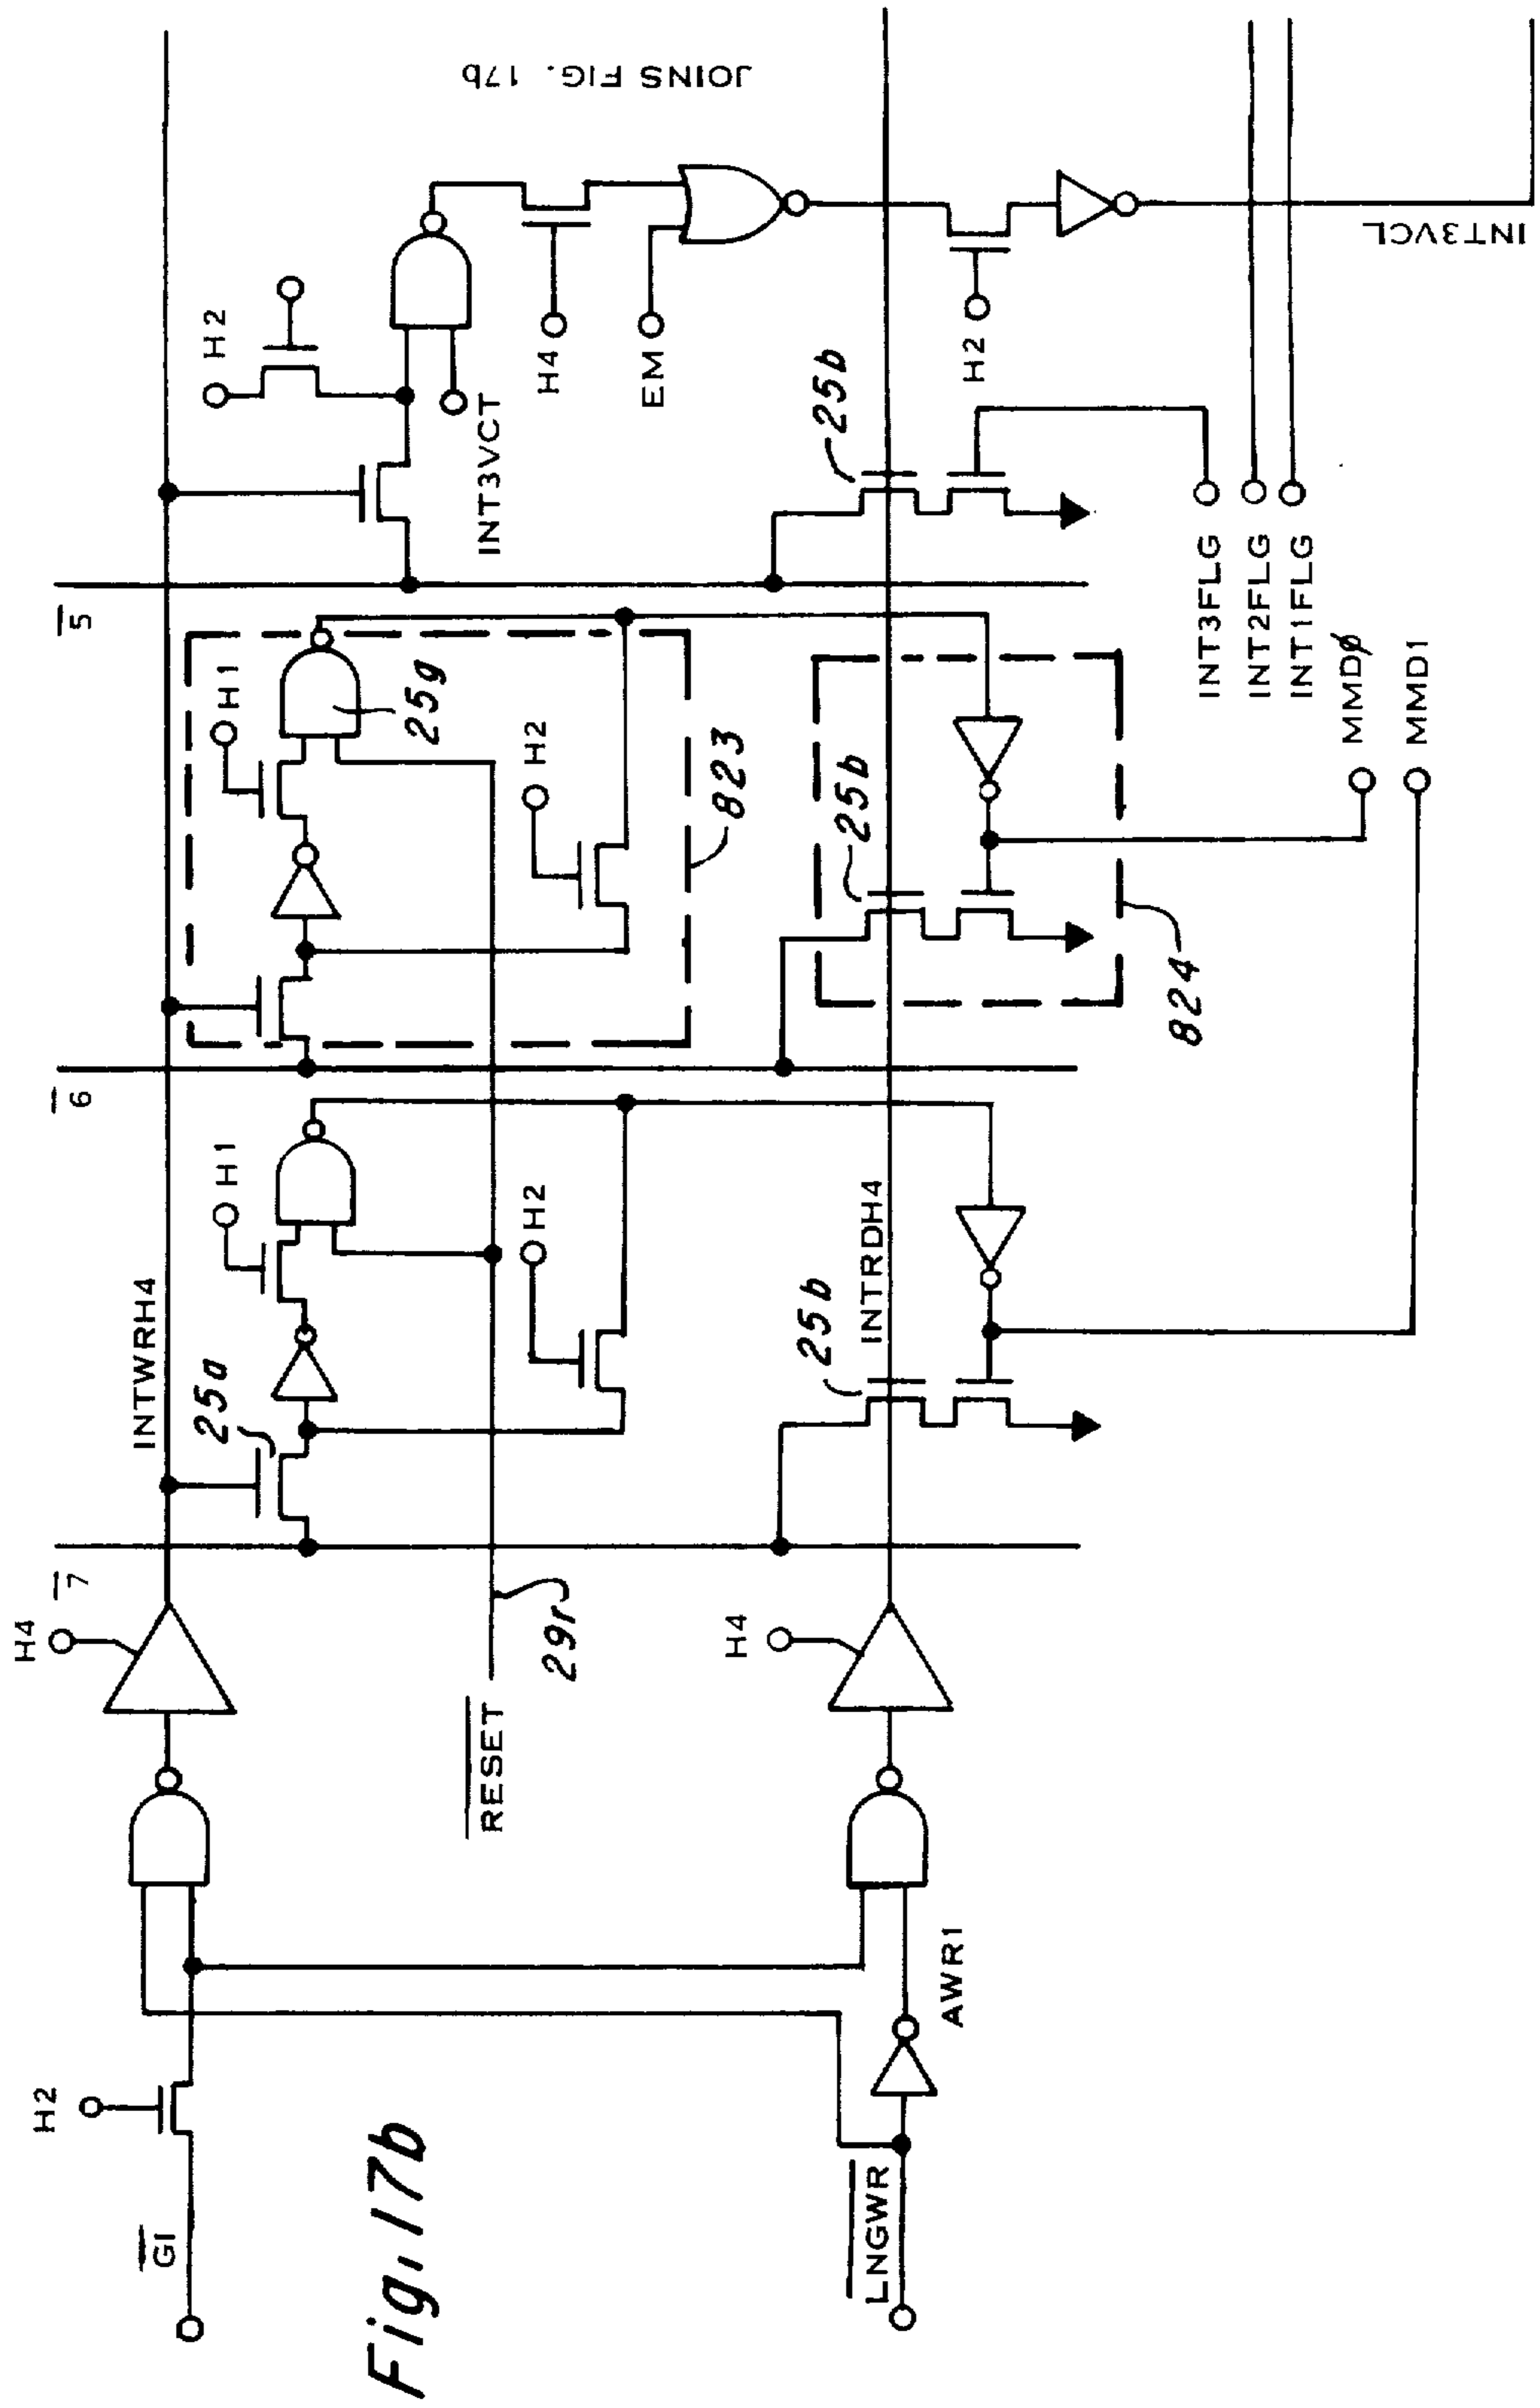 JOINS FIG. 17b
H2
INT3VCT
H4
EM
H2
INT3VCL
25b
INT3FLG
INT2FLG
INT1FLG
MMDØ
MMD1
5
H1
25g
H2
823
25b
824
6
H1
H2
INTWRH4
25a
INTRDH4
25b
7
H4
29r
RESET
H4
H2
G1
LNGWR
AWR1
Fig. 17b